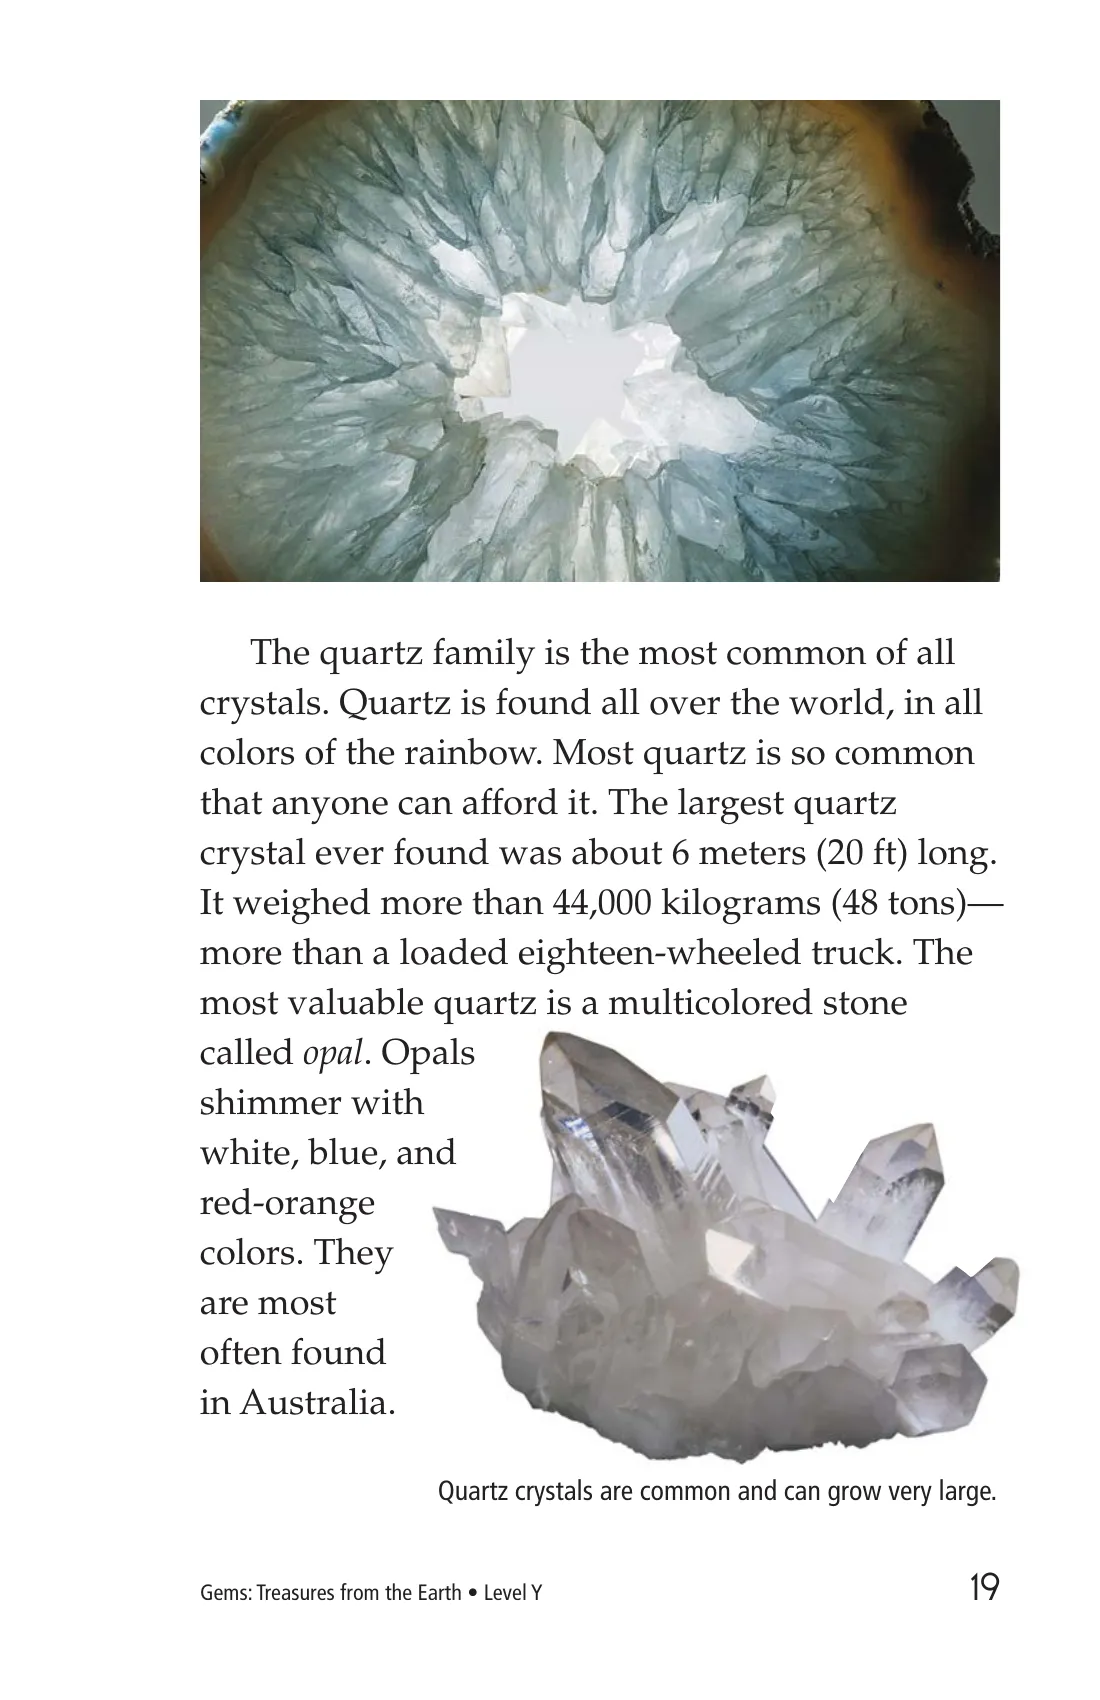 The quartz family is the most common of all
crystals. Quartz is found all over the world, in all
colors of the rainbow. Most quartz is so common
that anyone can afford it. The largest quartz
crystal ever found was about 6 meters (20 ft) long.
It weighed more than 44,000 kilograms (48 tons)—
more than a loaded eighteen-wheeled truck. The
most valuable quartz is a multicolored stone
called opal. Opals
shimmer with
white, blue, and
red-orange
colors. They
are most
often found
in Australia.
Quartz crystals are common and can grow very large.
Gems: Treasures from the Earth • Level Y
19